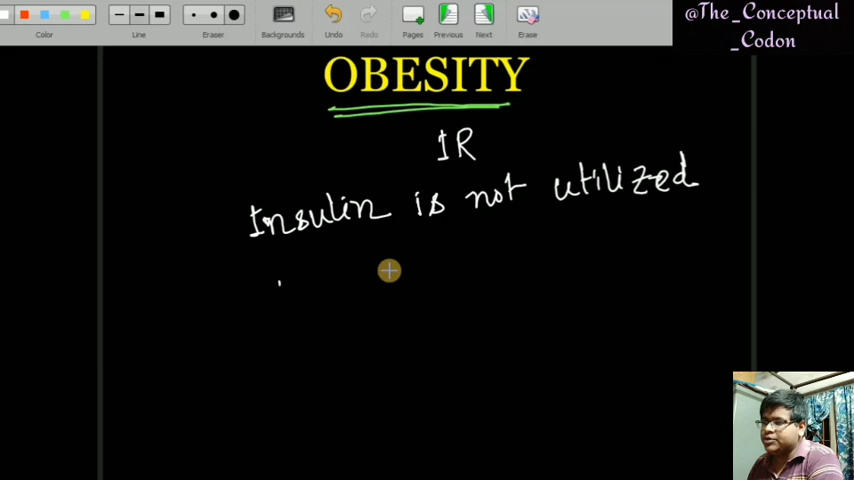 Color
Line
Eraser
Backgrounds
Undo
Redo
Pages
Previous
Next
Erase
@The_Conceptual
_Codon
OBESITY
IR
Insulin is not utilized